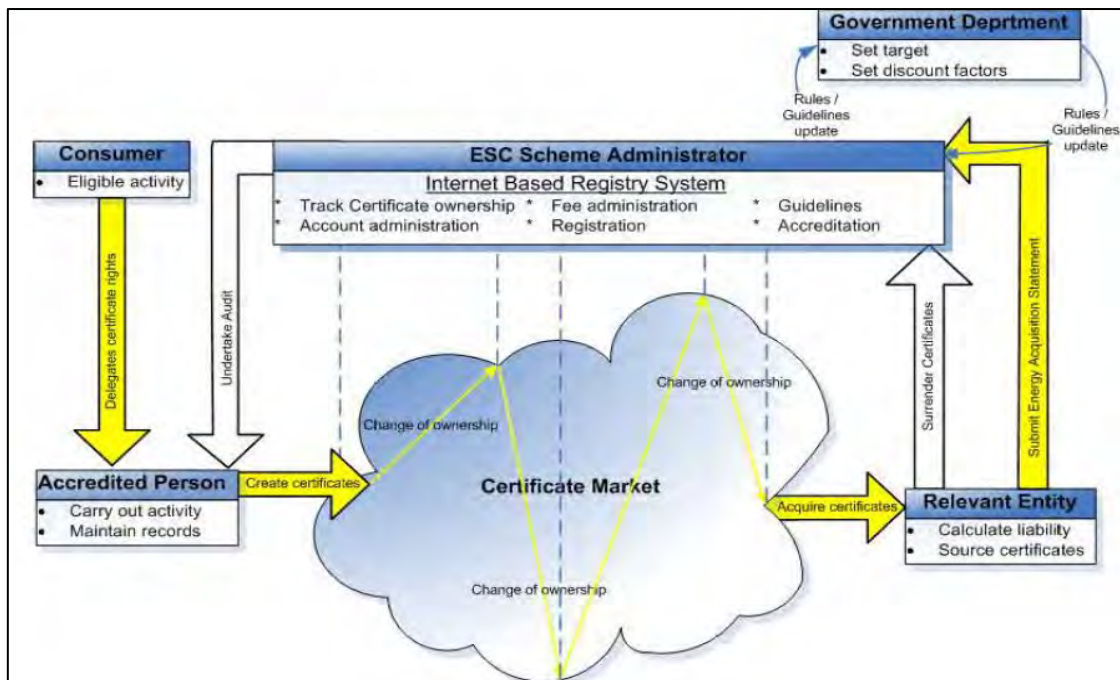 Government Deprtment
• Set target
• Set discount factors
Rules /
Guidelines
update
Rules /
Guidelines
update
Consumer
• Eligible activity
ESC Scheme Administrator
Internet Based Registry System
* Track Certificate ownership * Fee administration * Guidelines
* Account administration * Registration * Accreditation
Delegates certificate rights
Undertake Audit
Surrender Certificates
Submit Energy Acquisition Statement
Change of ownership
Change of ownership
Accredited Person
• Carry out activity
• Maintain records
Create certificates
Certificate Market
Acquire certificates
Relevant Entity
• Calculate liability
• Source certificates
Change of ownership